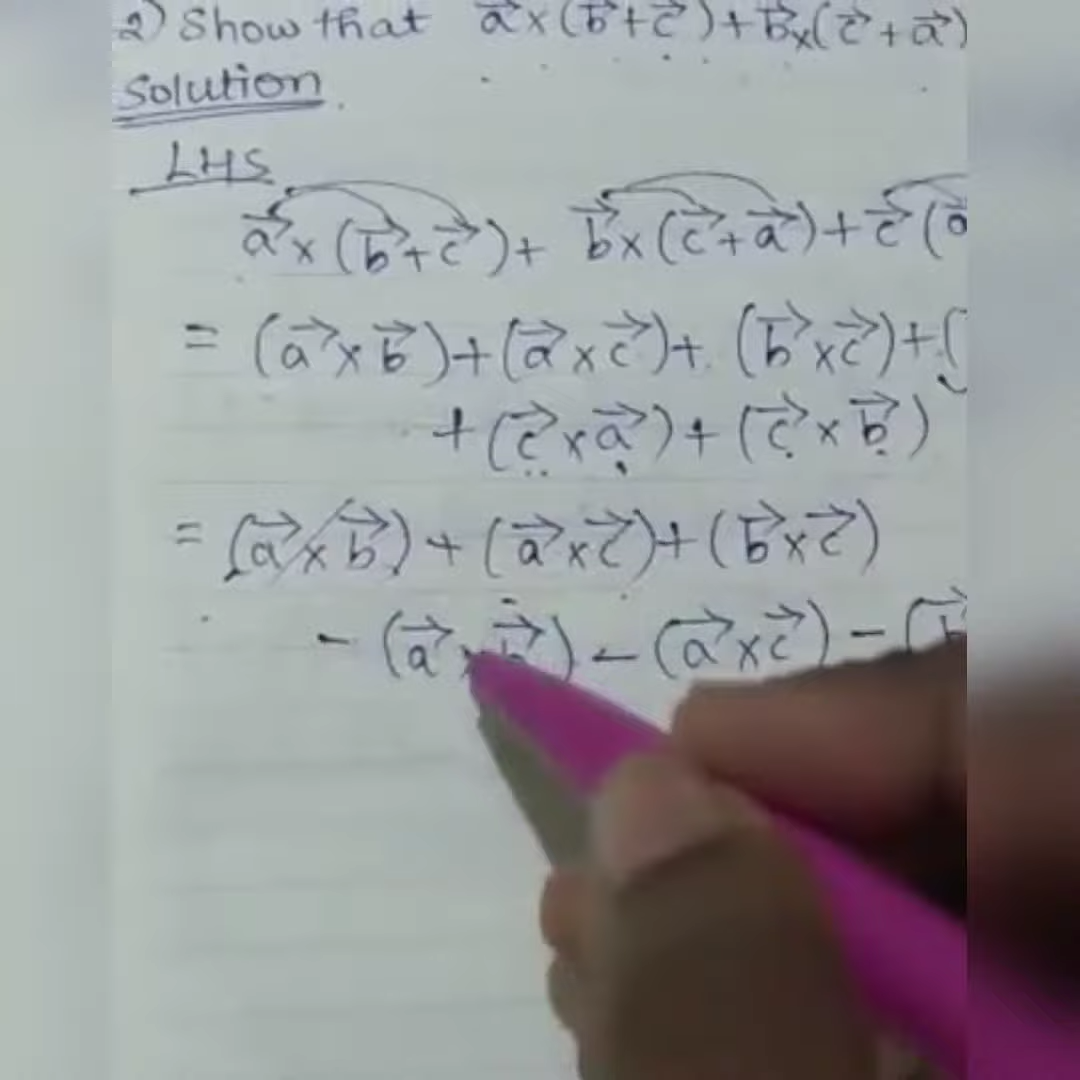 2) Show that a⃗×(b⃗+c⃗)+b⃗×(c⃗+a⃗)
Solution
LHS
a⃗×(b⃗+c⃗)+ b⃗×(c⃗+a⃗)+c⃗(a⃗
= (a⃗×b⃗)+(a⃗×c⃗)+(b⃗×c⃗)+(
+(c⃗×a⃗)+(c⃗×b⃗)
= (a⃗×b⃗)+(a⃗×c⃗)+(b⃗×c⃗)
-(a⃗×b⃗)-(a⃗×c⃗)-(b⃗